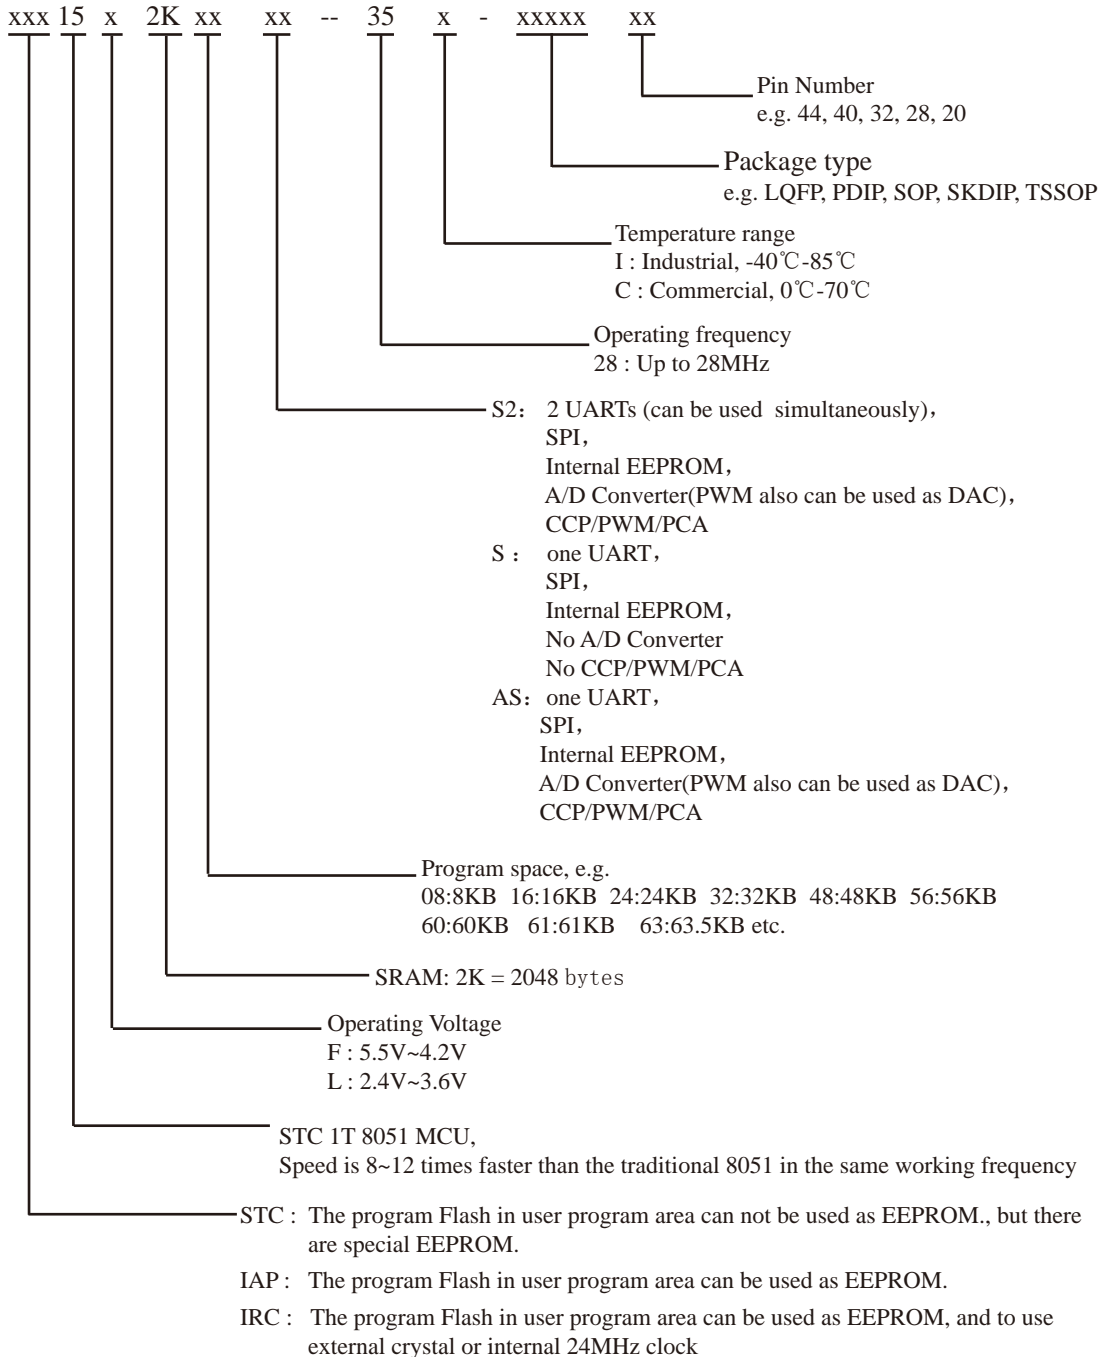 xxx 15 x 2K xx xx -- 35 x - xxxxx xx
Pin Number
e.g. 44, 40, 32, 28, 20
Package type
e.g. LQFP, PDIP, SOP, SKDIP, TSSOP
Temperature range
I : Industrial, -40℃-85℃
C : Commercial, 0℃-70℃
Operating frequency
28 : Up to 28MHz
S2： 2 UARTs (can be used simultaneously)，
SPI，
Internal EEPROM，
A/D Converter(PWM also can be used as DAC)，
CCP/PWM/PCA
S ： one UART，
SPI，
Internal EEPROM，
No A/D Converter
No CCP/PWM/PCA
AS： one UART，
SPI，
Internal EEPROM，
A/D Converter(PWM also can be used as DAC)，
CCP/PWM/PCA
Program space, e.g.
08:8KB 16:16KB 24:24KB 32:32KB 48:48KB 56:56KB
60:60KB 61:61KB 63:63.5KB etc.
SRAM: 2K = 2048 bytes
Operating Voltage
F : 5.5V~4.2V
L : 2.4V~3.6V
STC 1T 8051 MCU,
Speed is 8~12 times faster than the traditional 8051 in the same working frequency
STC : The program Flash in user program area can not be used as EEPROM., but there
are special EEPROM.
IAP : The program Flash in user program area can be used as EEPROM.
IRC : The program Flash in user program area can be used as EEPROM, and to use
external crystal or internal 24MHz clock